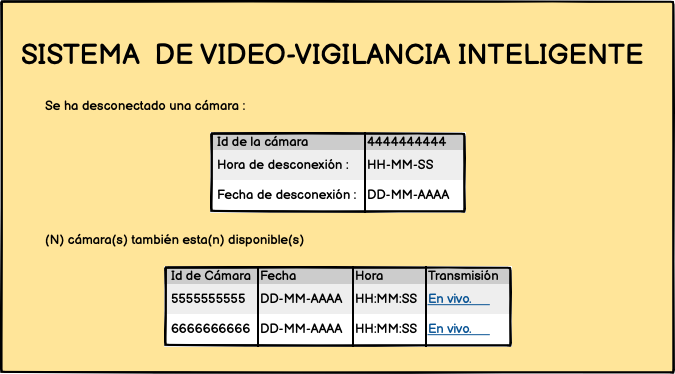 SISTEMA DE VIDEO-VIGILANCIA INTELIGENTE
Se ha desconectado una cámara :
Id de la cámara 4444444444
Hora de desconexión : HH-MM-SS
Fecha de desconexión : DD-MM-AAAA
(N) cámara(s) también esta(n) disponible(s)
Id de Cámara Fecha Hora Transmisión
5555555555 DD-MM-AAAA HH:MM:SS En vivo.
6666666666 DD-MM-AAAA HH:MM:SS En vivo.